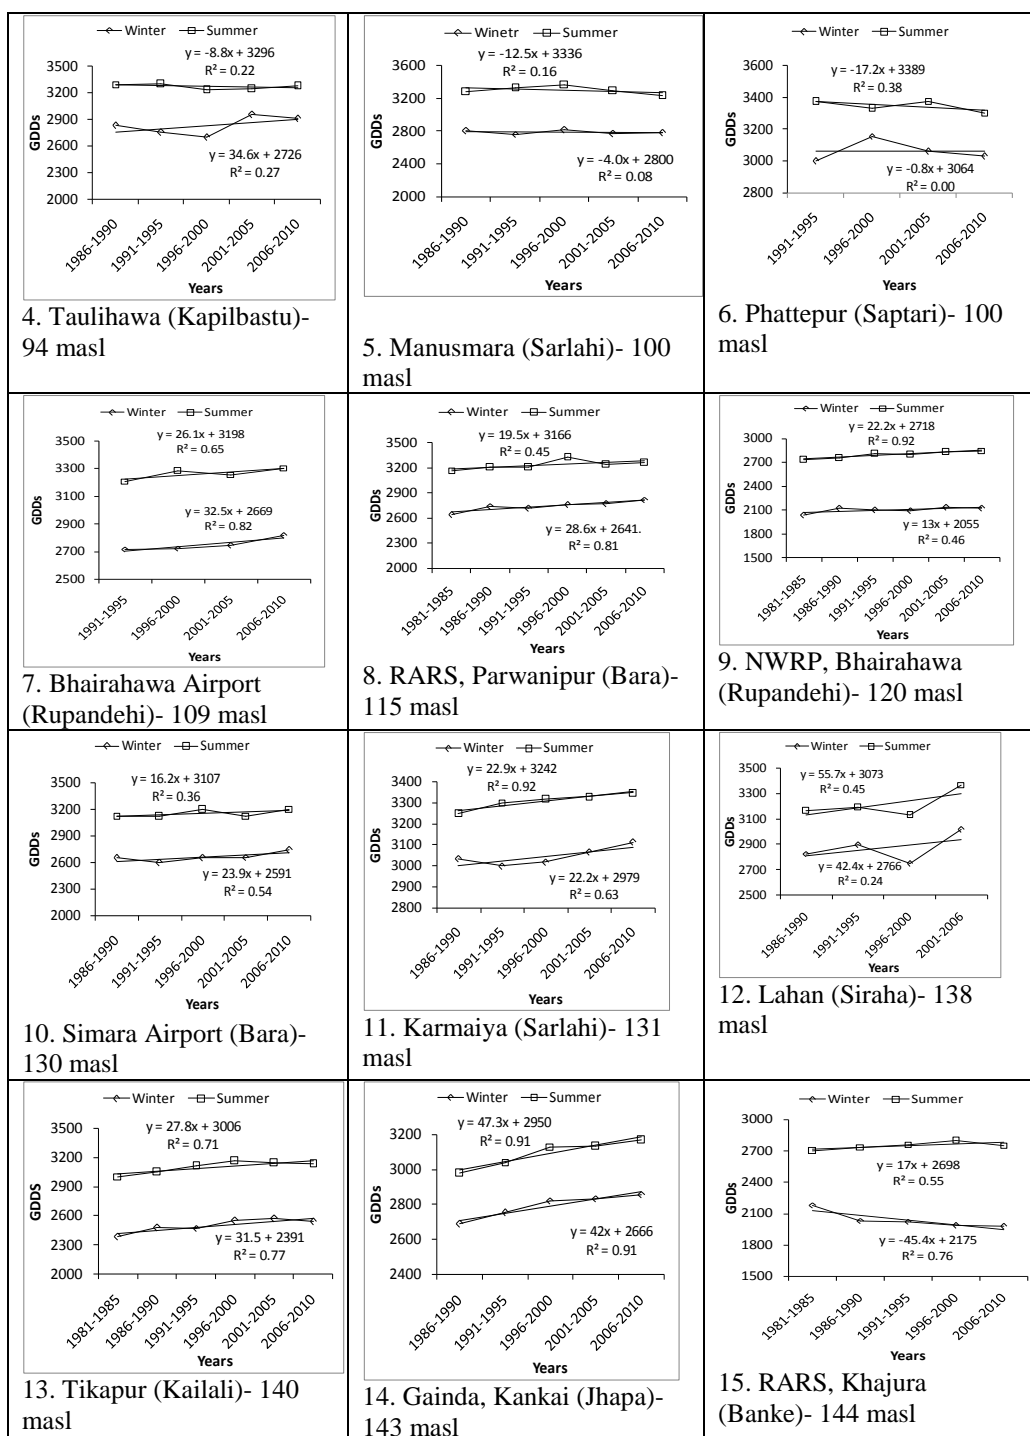 Winter Summer
y = -8.8x + 3296
R² = 0.22
3500
3200
2900
2600
2300
2000
GDDs
34.6x + 2726
R² = 0.27
1986-1990
1991-1995
1996-2000
2001-2005
2006-2010
Years
4. Taulihawa (Kapilbastu)-
94 masl
Winetr Summer
y = -12.5x + 3336
R² = 0.16
3600
3200
2800
2400
2000
GDDs
-4.0x + 2800
R² = 0.08
1986-1990
1991-1995
1996-2000
2001-2005
2006-2010
Years
5. Manusmara (Sarlahi)- 100
masl
Winter Summer
y = -17.2x + 3389
R² = 0.38
3600
3400
3200
3000
2800
GDDs
y = -0.8x + 3064
R² = 0.00
1991-1995
1996-2000
2001-2005
2006-2010
Years
6. Phattepur (Saptari)- 100
masl
Winter Summer
y = 26.1x + 3198
R² = 0.65
3500
3300
3100
2900
2700
2500
GDDs
y = 32.5x + 2669
R² = 0.82
1991-1995
1996-2000
2001-2005
2006-2010
Years
7. Bhairahawa Airport
(Rupandehi)- 109 masl
Winter Summer
y = 19.5x + 3166
R² = 0.45
3500
3200
2900
2600
2300
2000
GDDs
y = 28.6x + 2641.
R² = 0.81
1981-1985
1986-1990
1991-1995
1996-2000
2001-2005
2006-2010
Years
8. RARS, Parwanipur (Bara)-
115 masl
Winter Summer
y = 22.2x + 2718
R² = 0.92
3000
2700
2400
2100
1800
1500
GDDs
y = 13x + 2055
R² = 0.46
1981-1985
1986-1990
1991-1995
1996-2000
2001-2005
2006-2010
Years
9. NWRP, Bhairahawa
(Rupandehi)- 120 masl
Winter Summer
y = 16.2x + 3107
R² = 0.36
3500
3200
2900
2600
2300
2000
GDDs
y = 23.9x + 2591
R² = 0.54
1986-1990
1991-1995
1996-2000
2001-2005
2006-2010
Years
10. Simara Airport (Bara)-
130 masl
Winter Summer
y = 22.9x + 3242
R² = 0.92
3400
3300
3200
3100
3000
2900
2800
GDDs
y = 22.2x + 2979
R² = 0.63
1986-1990
1991-1995
1996-2000
2001-2005
2006-2010
Years
11. Karmaiya (Sarlahi)- 131
masl
Winter Summer
y = 55.7x + 3073
R² = 0.45
3500
3300
3100
2900
2700
2500
GDDs
y = 42.4x + 2766
R² = 0.24
1986-1990
1991-1995
1996-2000
2001-2006
Years
12. Lahan (Siraha)- 138
masl
Winter Summer
y = 27.8x + 3006
R² = 0.71
3500
3200
2900
2600
2300
2000
GDDS
y = 31.5 + 2391
R² = 0.77
1981-1985
1986-1990
1991-1995
1996-2000
2001-2005
2006-2010
Years
13. Tikapur (Kailali)- 140
masl
Winter Summer
y = 47.3x + 2950
R² = 0.91
3200
3000
2800
2600
2400
GDDs
y = 42x + 2666
R² = 0.91
1986-1990
1991-1995
1996-2000
2001-2005
2006-2010
Years
14. Gainda, Kankai (Jhapa)-
143 masl
Winter Summer
3000
2700
2400
2100
1800
1500
GDDs
y = 17x + 2698
R² = 0.55
y = -45.4x + 2175
R² = 0.76
1981-1985
1986-1990
1991-1995
1996-2000
2006-2010
Years
15. RARS, Khajura
(Banke)- 144 masl